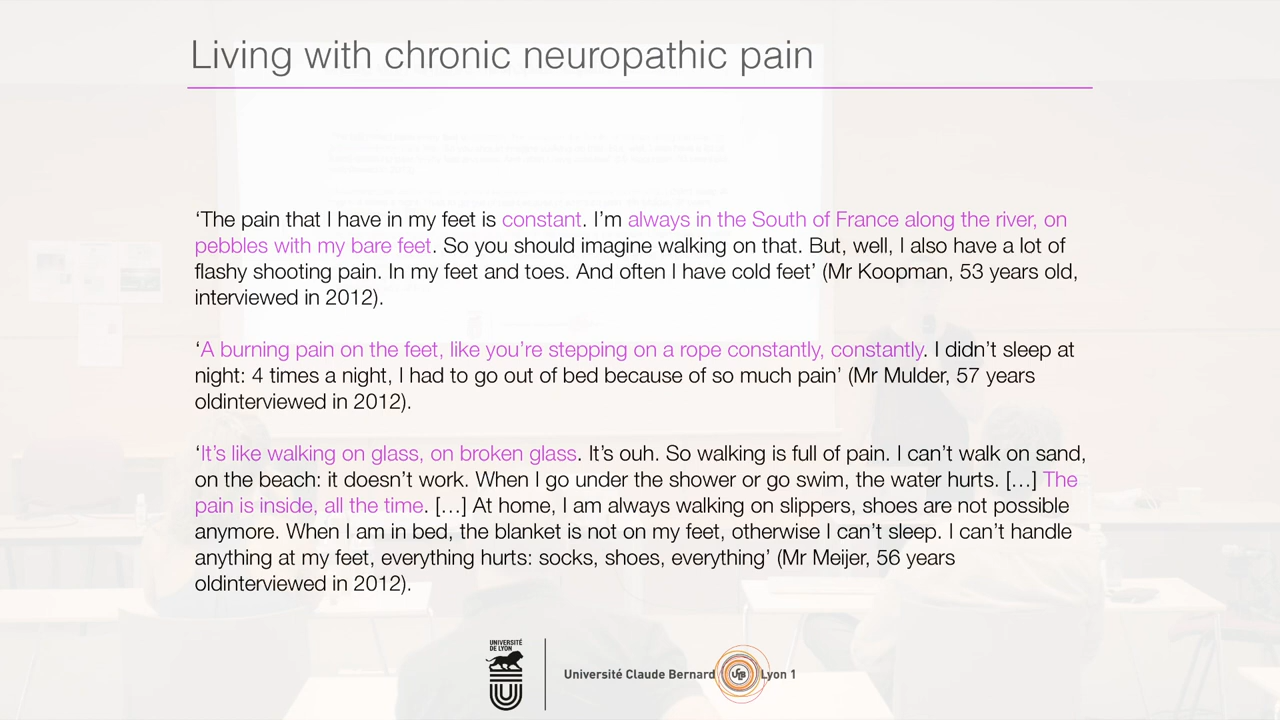 Living with chronic neuropathic pain
‘The pain that I have in my feet is constant. I’m always in the South of France along the river, on
pebbles with my bare feet. So you should imagine walking on that. But, well, I also have a lot of
flashy shooting pain. In my feet and toes. And often I have cold feet’ (Mr Koopman, 53 years old,
interviewed in 2012).
‘A burning pain on the feet, like you’re stepping on a rope constantly, constantly. I didn’t sleep at
night: 4 times a night, I had to go out of bed because of so much pain’ (Mr Mulder, 57 years
oldinterviewed in 2012).
‘It’s like walking on glass, on broken glass. It’s ouh. So walking is full of pain. I can’t walk on sand,
on the beach: it doesn’t work. When I go under the shower or go swim, the water hurts. […] The
pain is inside, all the time. […] At home, I am always walking on slippers, shoes are not possible
anymore. When I am in bed, the blanket is not on my feet, otherwise I can’t sleep. I can’t handle
anything at my feet, everything hurts: socks, shoes, everything’ (Mr Meijer, 56 years
oldinterviewed in 2012).
UNIVERSITÉ
DE LYON
Université Claude Bernard UCB Lyon 1